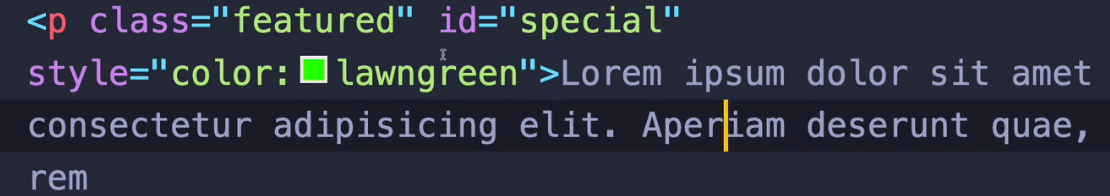 <p class="featured" id="special"
style="color:lawngreen">Lorem ipsum dolor sit amet
consectetur adipisicing elit. Aperiam deserunt quae,
rem